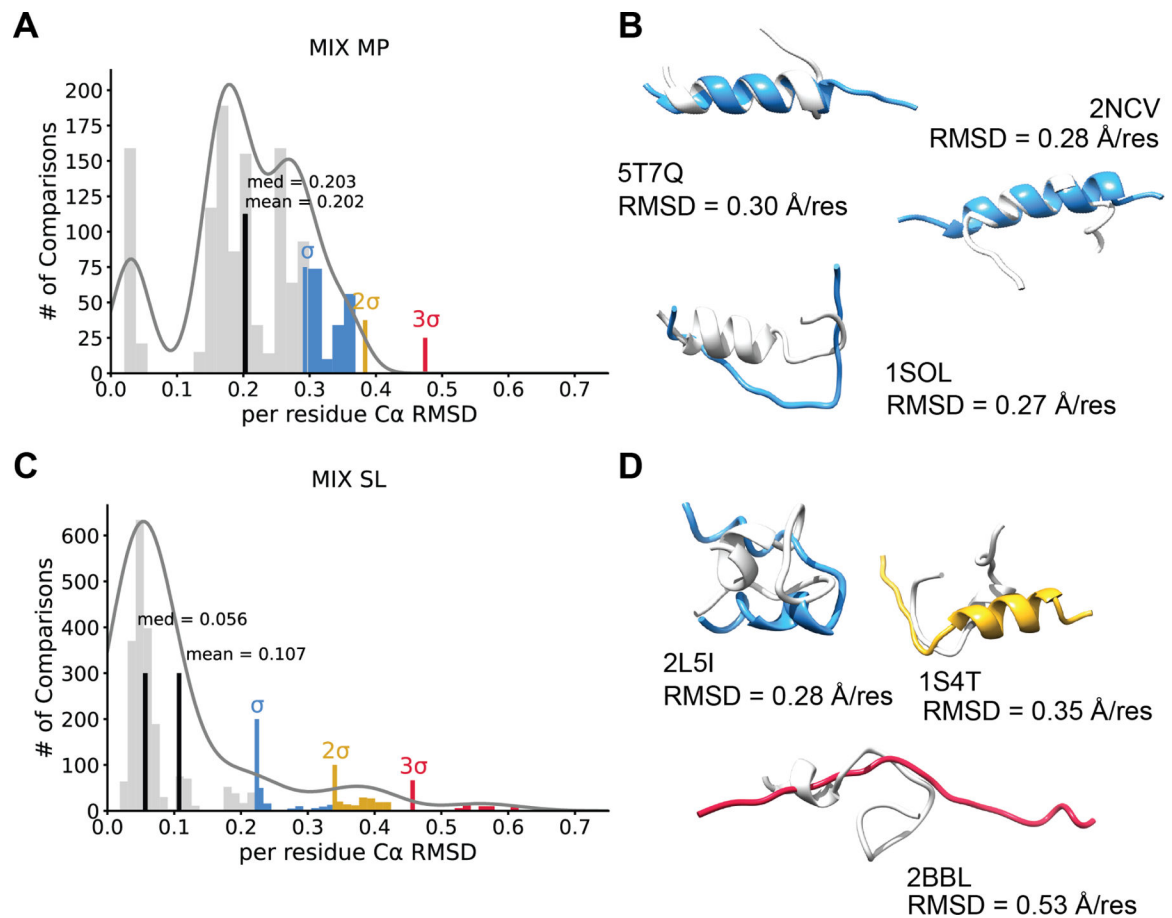 A
MIX MP
# of Comparisons
200
175
150
125
100
75
50
25
0
med = 0.203
mean = 0.202
σ
2σ
3σ
0.0 0.1 0.2 0.3 0.4 0.5 0.6 0.7
per residue Cα RMSD
B
2NCV
RMSD = 0.28 Å/res
5T7Q
RMSD = 0.30 Å/res
1SOL
RMSD = 0.27 Å/res
C
MIX SL
# of Comparisons
600
500
400
300
200
100
0
med = 0.056
mean = 0.107
σ
2σ
3σ
0.0 0.1 0.2 0.3 0.4 0.5 0.6 0.7
per residue Cα RMSD
D
2L5I
RMSD = 0.28 Å/res
1S4T
RMSD = 0.35 Å/res
2BBL
RMSD = 0.53 Å/res